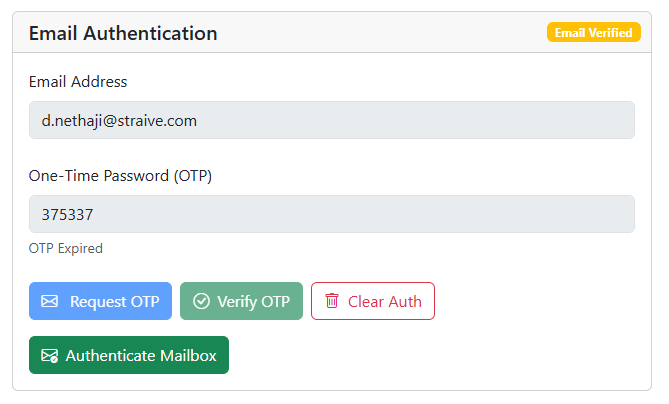 Email Authentication
Email Verified
Email Address
d.nethaji@straive.com
One-Time Password (OTP)
375337
OTP Expired
Request OTP
Verify OTP
Clear Auth
Authenticate Mailbox